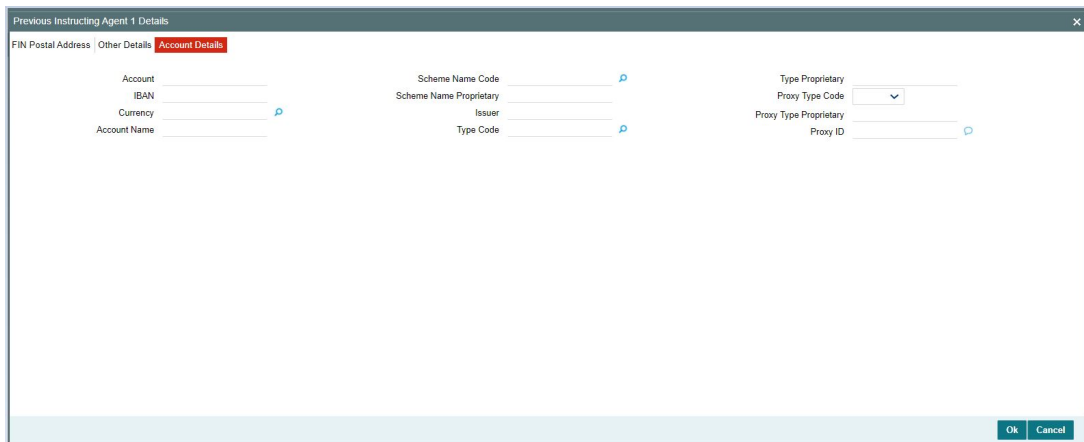 Previous Instructing Agent 1 Details
FIN Postal Address Other Details Account Details
Account Scheme Name Code Type Proprietary
IBAN Scheme Name Proprietary Proxy Type Code
Currency Issuer Proxy Type Proprietary
Account Name Type Code Proxy ID
Ok Cancel